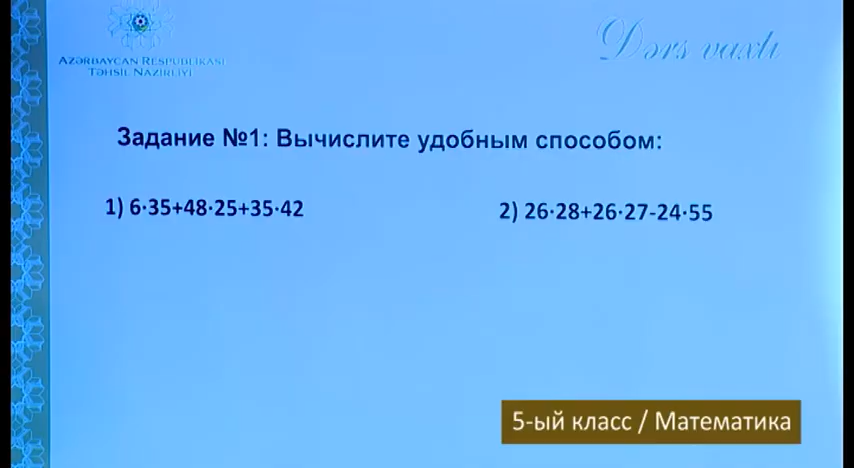 AZƏRBAYCAN RESPUBLİKASI
TƏHSİL NAZİRLİYİ
Dərs vaxtı
Задание №1: Вычислите удобным способом:
1) 6·35+48·25+35·42
2) 26·28+26·27-24·55
5-ый класс / Математика